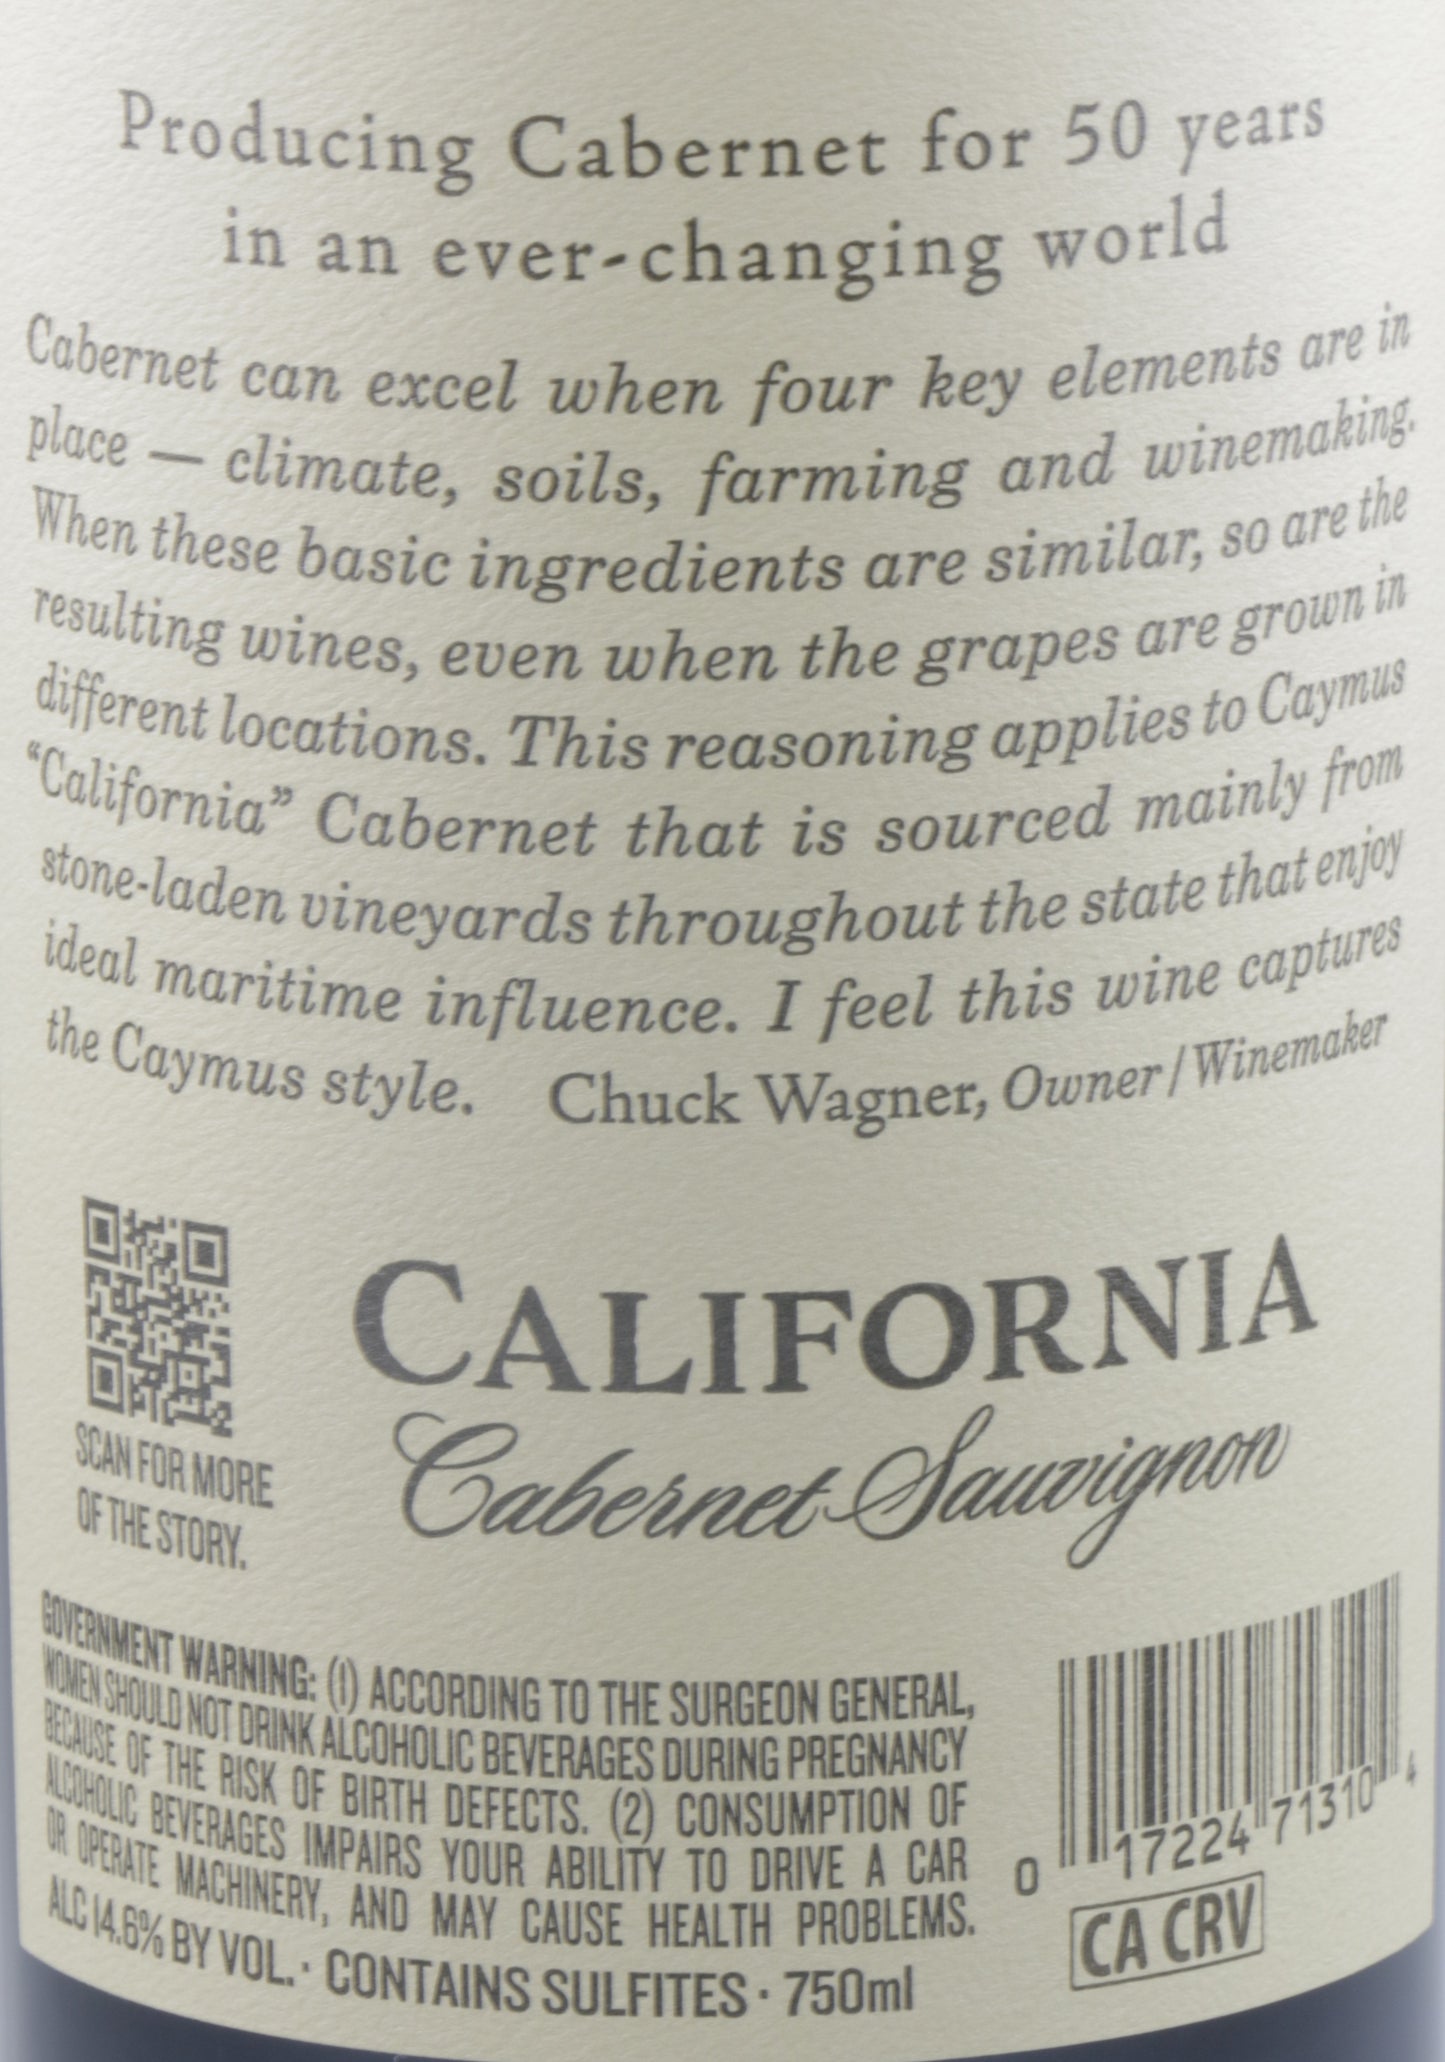 Producing Cabernet for 50 years
in an ever-changing world
Cabernet can excel when four key elements are in
place — climate, soils, farming and winemaking.
When these basic ingredients are similar, so are the
resulting wines, even when the grapes are grown in
different locations. This reasoning applies to Caymus
“California” Cabernet that is sourced mainly from
stone-laden vineyards throughout the state that enjoy
ideal maritime influence. I feel this wine captures
the Caymus style. Chuck Wagner, Owner / Winemaker
CALIFORNIA
Cabernet Sauvignon
SCAN FOR MORE
OF THE STORY.
GOVERNMENT WARNING: (1) ACCORDING TO THE SURGEON GENERAL,
WOMEN SHOULD NOT DRINK ALCOHOLIC BEVERAGES DURING PREGNANCY
BECAUSE OF THE RISK OF BIRTH DEFECTS. (2) CONSUMPTION OF
ALCOHOLIC BEVERAGES IMPAIRS YOUR ABILITY TO DRIVE A CAR
OR OPERATE MACHINERY, AND MAY CAUSE HEALTH PROBLEMS.
ALC 14.6% BY VOL. · CONTAINS SULFITES · 750ml
0 17224 71310 4
CA CRV